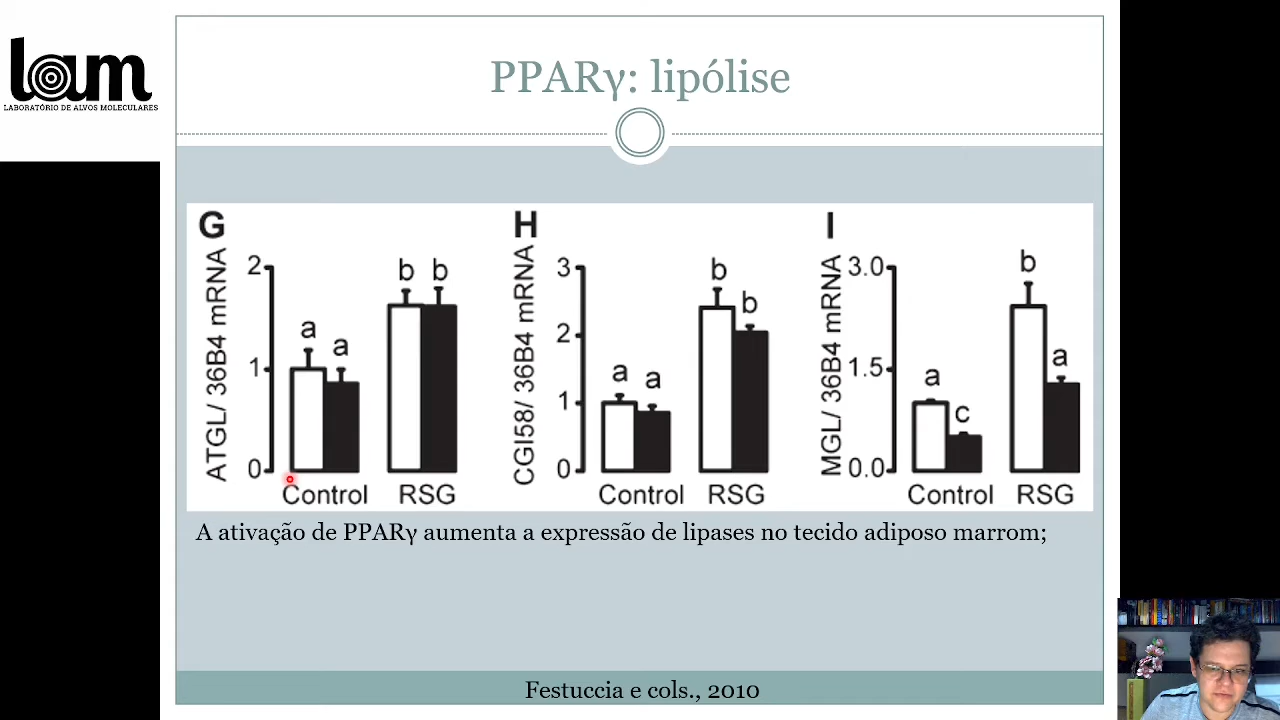 lam
LABORATÓRIO DE ALVOS MOLECULARES
PPARγ: lipólise
G
ATGL/ 36B4 mRNA
2
1
0
a
a
b
b
Control
RSG
H
CGI58/ 36B4 mRNA
3
2
1
0
a
a
b
b
Control
RSG
I
MGL/ 36B4 mRNA
3.0
1.5
0.0
a
c
b
a
Control
RSG
A ativação de PPARγ aumenta a expressão de lipases no tecido adiposo marrom;
Festuccia e cols., 2010